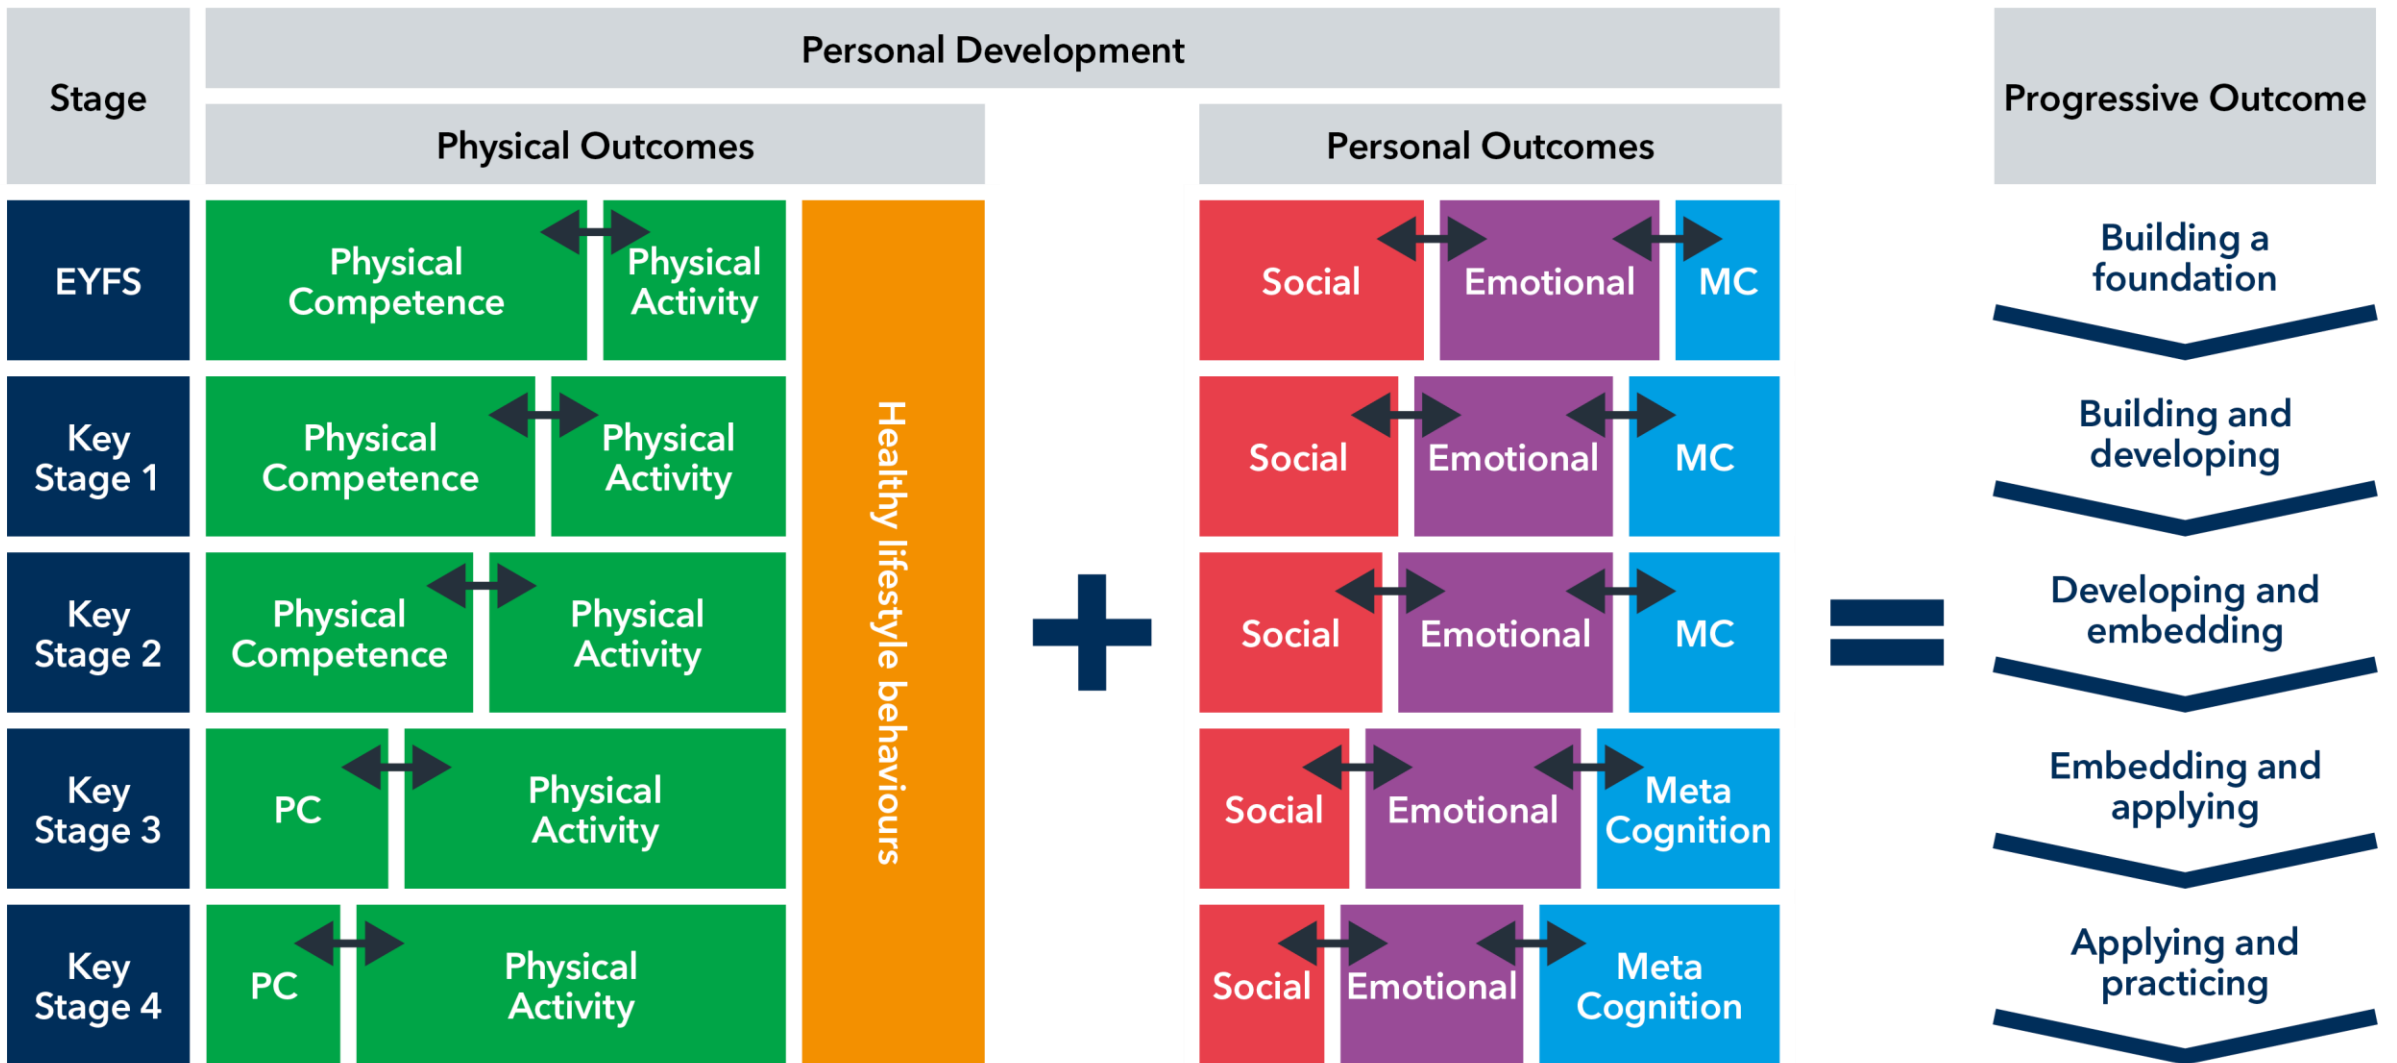 Stage
Personal Development
Progressive Outcome
Physical Outcomes
Personal Outcomes
EYFS
Physical
Competence
Physical
Activity
Healthy lifestyle behaviours
Social
Emotional
MC
Building a
foundation
Key
Stage 1
Physical
Competence
Physical
Activity
Social
Emotional
MC
Building and
developing
Key
Stage 2
Physical
Competence
Physical
Activity
+
Social
Emotional
MC
=
Developing and
embedding
Key
Stage 3
PC
Physical
Activity
Social
Emotional
Meta
Cognition
Embedding and
applying
Key
Stage 4
PC
Physical
Activity
Social
Emotional
Meta
Cognition
Applying and
practicing